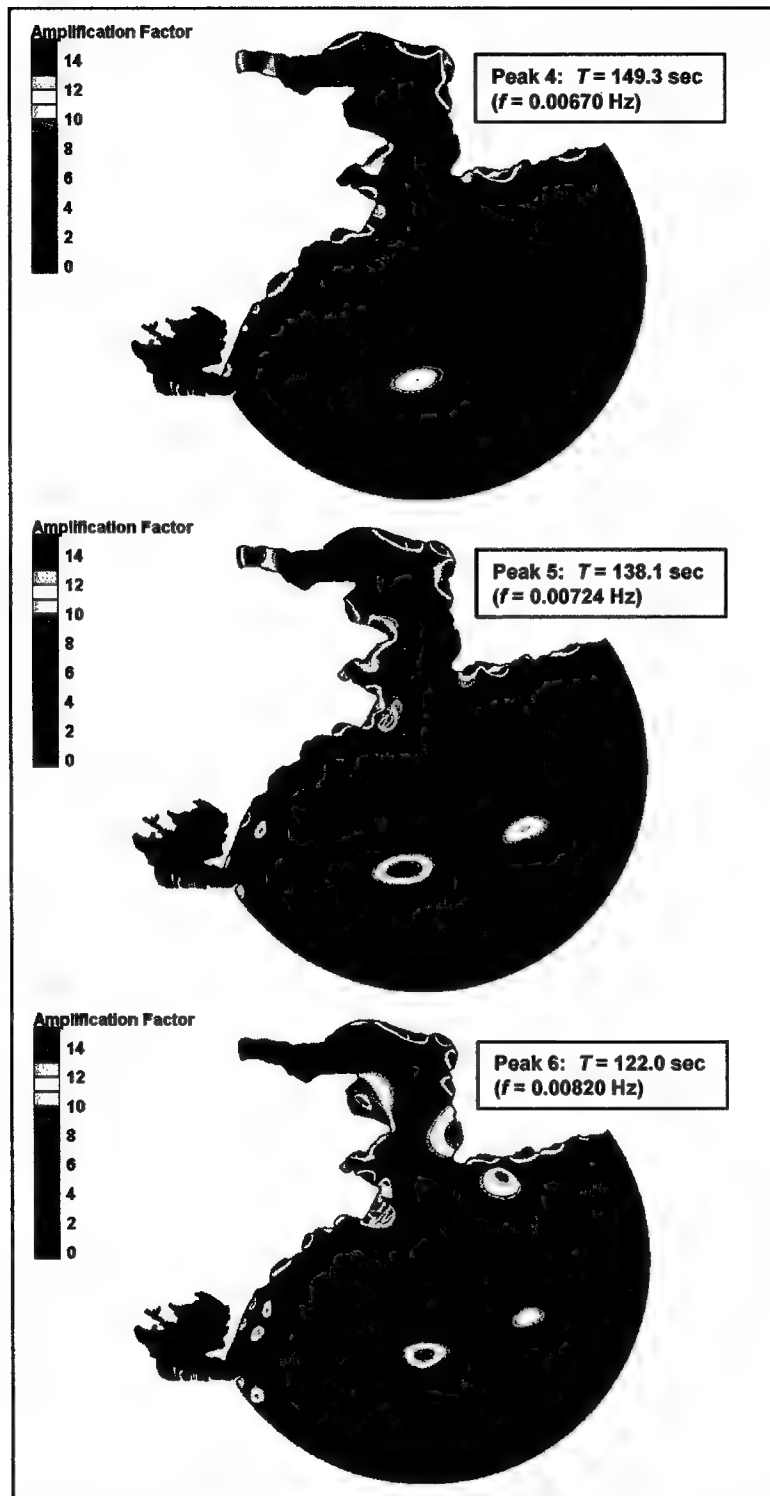 Amplification Factor
14
12
10
8
6
4
2
0
Peak 4: T = 149.3 sec
(f = 0.00670 Hz)
Amplification Factor
14
12
10
8
6
4
2
0
Peak 5: T = 138.1 sec
(f = 0.00724 Hz)
Amplification Factor
14
12
10
8
6
4
2
0
Peak 6: T = 122.0 sec
(f = 0.00820 Hz)